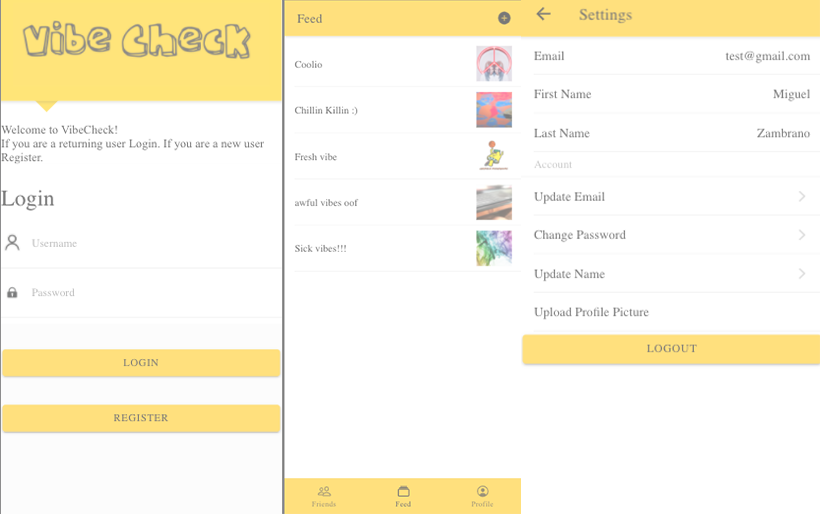 Vibe Check
Welcome to VibeCheck!
If you are a returning user Login. If you are a new user
Register.
Login
Username
Password
LOGIN
REGISTER
Feed
Coolio
Chillin Killin ;)
Fresh vibe
awful vibes oof
Sick vibes!!!
Friends
Feed
Profile
Settings
Email test@gmail.com
First Name Miguel
Last Name Zambrano
Account
Update Email
Change Password
Update Name
Upload Profile Picture
LOGOUT